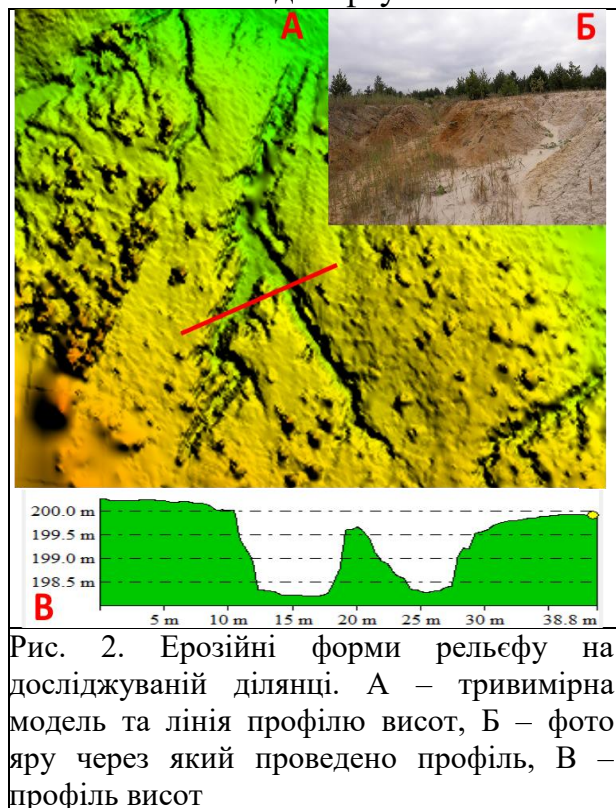 А
Б
200.0 m
199.5 m
199.0 m
198.5 m
В
5 m 10 m 15 m 20 m 25 m 30 m 38.8 m
Рис. 2. Ерозійні форми рельєфу на
досліджуваній ділянці. А – тривимірна
модель та лінія профілю висот, Б – фото
яру через який проведено профіль, В –
профіль висот